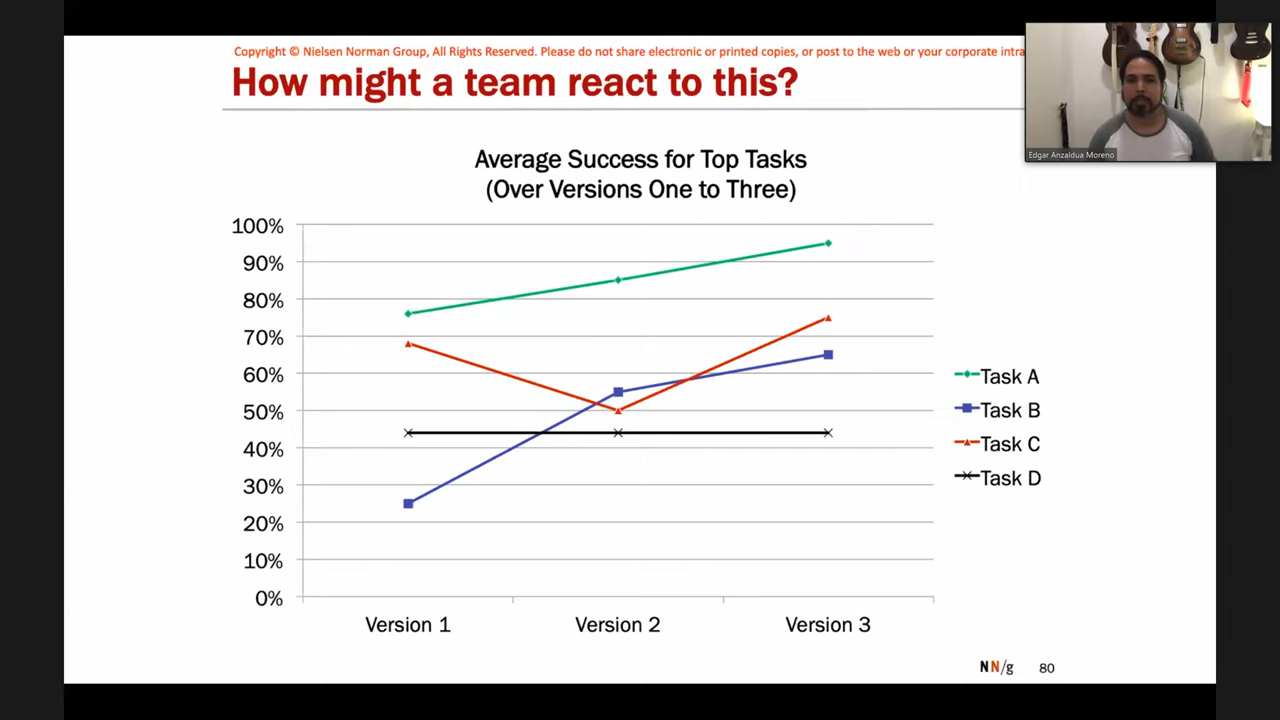 Copyright © Nielsen Norman Group, All Rights Reserved. Please do not share electronic or printed copies, or post to the web or your corporate intra
How might a team react to this?
Edgar Anzaldua Moreno
Average Success for Top Tasks
(Over Versions One to Three)
100%
90%
80%
70%
60%
50%
40%
30%
20%
10%
0%
Task A
Task B
Task C
Task D
Version 1 Version 2 Version 3
NN/g 80